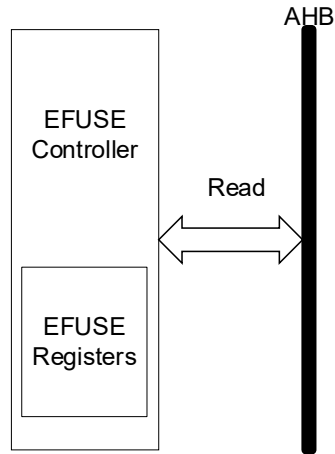 AHB
EFUSE
Controller
Read
EFUSE
Registers